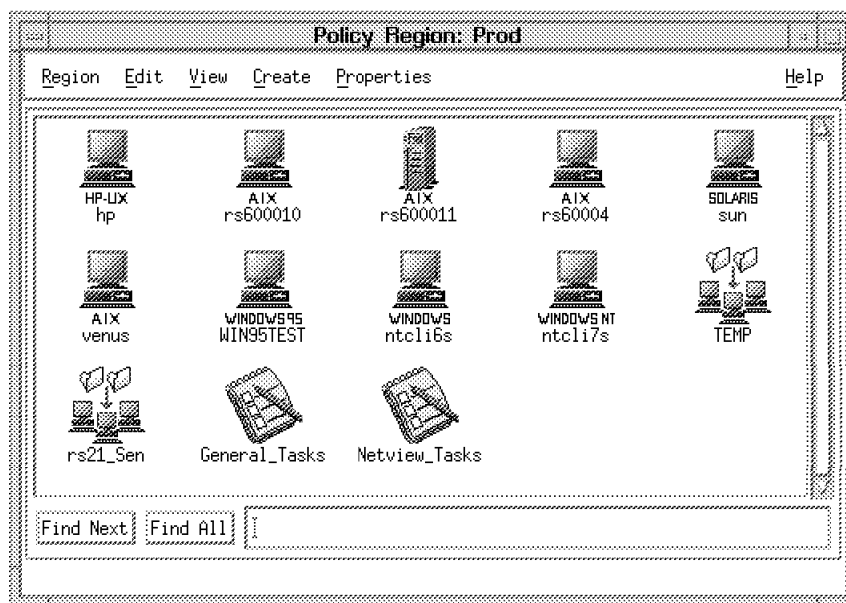 Policy Region: Prod
Region Edit View Create Properties Help
HP-UX AIX AIX AIX SOLARIS
hp rs600010 rs600011 rs60004 sun
AIX WINDOWS95 WINDOWS WINDOWS NT
venus WIN95TEST ntcli6s ntcli7s TEMP
rs21_Sen General_Tasks Netview_Tasks
Find Next Find All